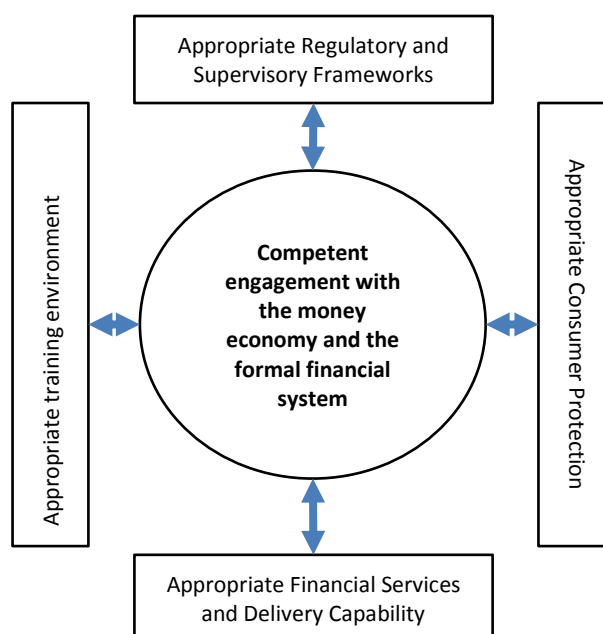 Appropriate Regulatory and
Supervisory Frameworks
Appropriate training environment
Competent
engagement with
the money
economy and the
formal financial
system
Appropriate Consumer Protection
Appropriate Financial Services
and Delivery Capability